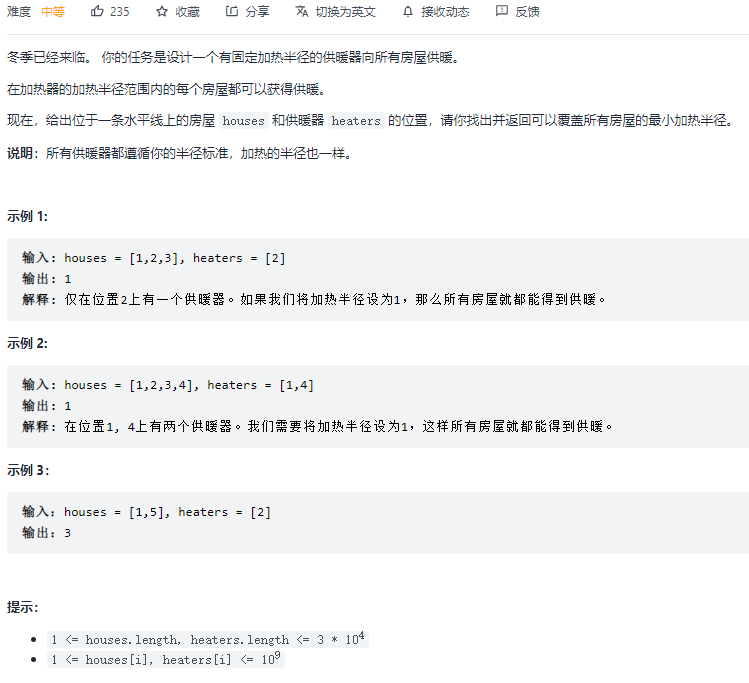 难度 中等 235 收藏 分享 切换为英文 接收动态 反馈
冬季已经来临。 你的任务是设计一个有固定加热半径的供暖器向所有房屋供暖。
在加热器的加热半径范围内的每个房屋都可以获得供暖。
现在，给出位于一条水平线上的房屋 houses 和供暖器 heaters 的位置，请你找出并返回可以覆盖所有房屋的最小加热半径。
说明：所有供暖器都遵循你的半径标准，加热的半径也一样。
示例 1:
输入: houses = [1,2,3], heaters = [2]
输出: 1
解释: 仅在位置2上有一个供暖器。如果我们将加热半径设为1，那么所有房屋就都能得到供暖。
示例 2:
输入: houses = [1,2,3,4], heaters = [1,4]
输出: 1
解释: 在位置1, 4上有两个供暖器。我们需要将加热半径设为1，这样所有房屋就都能得到供暖。
示例 3:
输入: houses = [1,5], heaters = [2]
输出: 3
提示:
1 <= houses.length, heaters.length <= 3 * 10⁴
1 <= houses[i], heaters[i] <= 10⁹